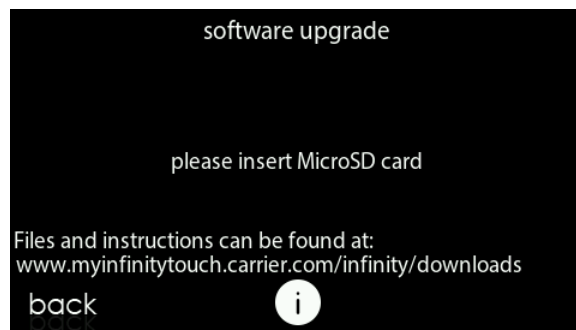 software upgrade
please insert MicroSD card
Files and instructions can be found at:
www.myinfinitytouch.carrier.com/infinity/downloads
back
i